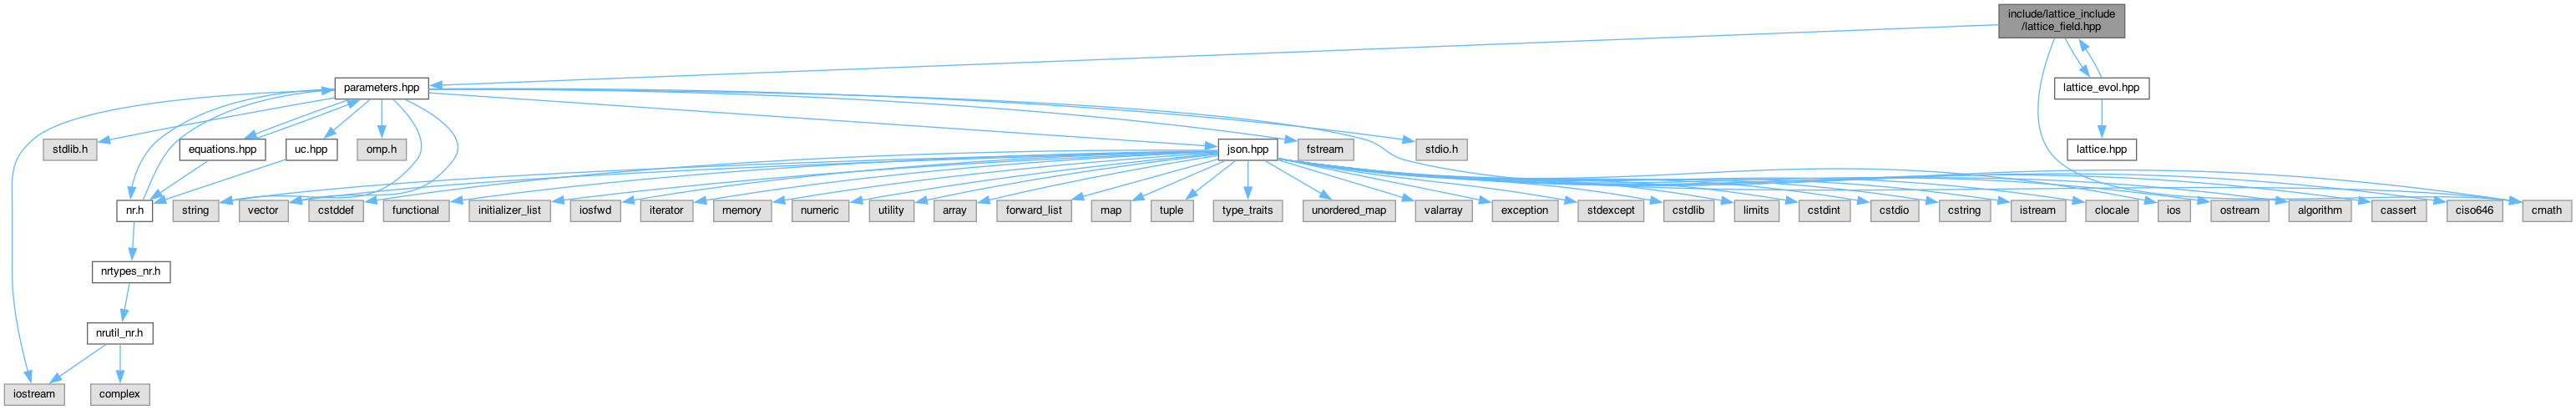 include/lattice_include
/lattice_field.hpp
parameters.hpp
lattice_evol.hpp
stdlib.h
equations.hpp
uc.hpp
omp.h
json.hpp
fstream
stdio.h
lattice.hpp
nr.h
string
vector
cstddef
functional
initializer_list
iosfwd
iterator
memory
numeric
utility
array
forward_list
map
tuple
type_traits
unordered_map
valarray
exception
stdexcept
cstdlib
limits
cstdint
cstdio
cstring
istream
clocale
ios
ostream
algorithm
cassert
ciso646
cmath
nrtypes_nr.h
nrutil_nr.h
iostream
complex